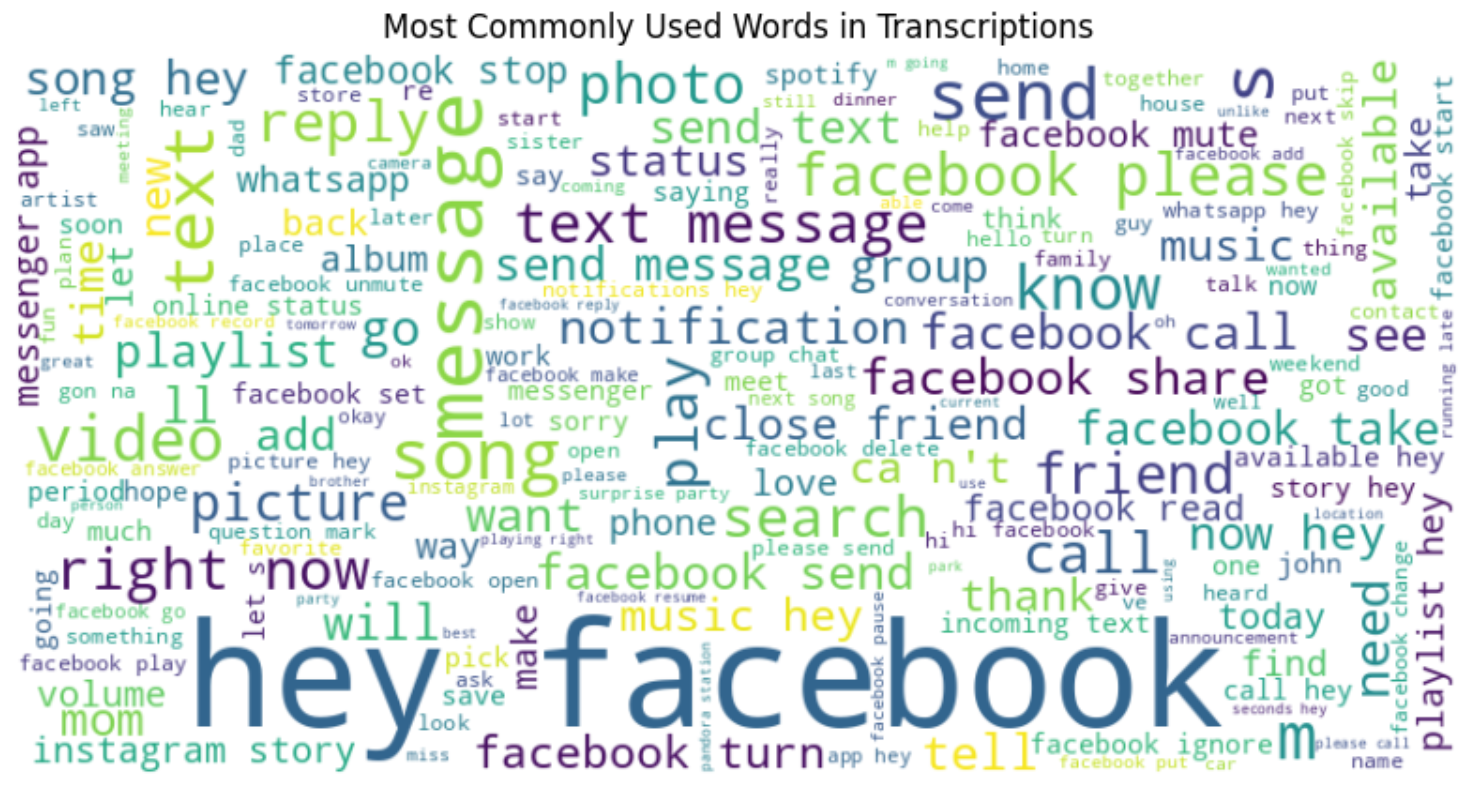 Most Commonly Used Words in Transcriptions
song hey
facebook stop
photo
spotify
m going
home
together
send
s
put
available
facebook skip
facebook start
left
hear
store
re
still
dinner
house
unlike
next
saw
meeting
dad
text
reply
message
start
sister
send text
help
facebook mute
take
messenger app
new
camera
whatsapp
say
coming
status
really
saying
facebook please
facebook add
artist
soon
back
later
text message
able
come
think
whatsapp hey
guy
hello
turn
music
thing
plan
time
let
place
album
send message
group
know
family
talk
wanted
now
facebook unmute
notifications hey
conversation
online status
facebook reply
contact
fun
facebook record
tomorrow
go
show
notification
facebook call
oh
see
running late
great
playlist
ok
work
group chat
last
facebook share
weekend
facebook make
play
gon na
ll
facebook set
messenger
meet
next song
got
good
okay
lot
sorry
close friend
current
well
facebook take
video
add
song
open
facebook delete
ca n't
friend
available hey
facebook answer
picture hey
brother
instagram
please
love
use
story hey
period
hope
picture
surprise party
facebook read
person
location
day
much
question mark
want
phone
search
hi
hi facebook
now hey
playlist hey
favorite
way
playing right
please send
call
one
john
right now
facebook open
facebook send
park
using
need
facebook change
going
let s
party
facebook resume
thank
give
ve
heard
facebook go
will
make
music hey
facebook pause
incoming text
today
something
hey facebook
best
announcement
facebook play
pick
ask
find
volume
save
pandora station
call hey
mom
look
seconds hey
m
instagram story
miss
facebook turn
app hey
tell
facebook ignore
please call
facebook put
car
name